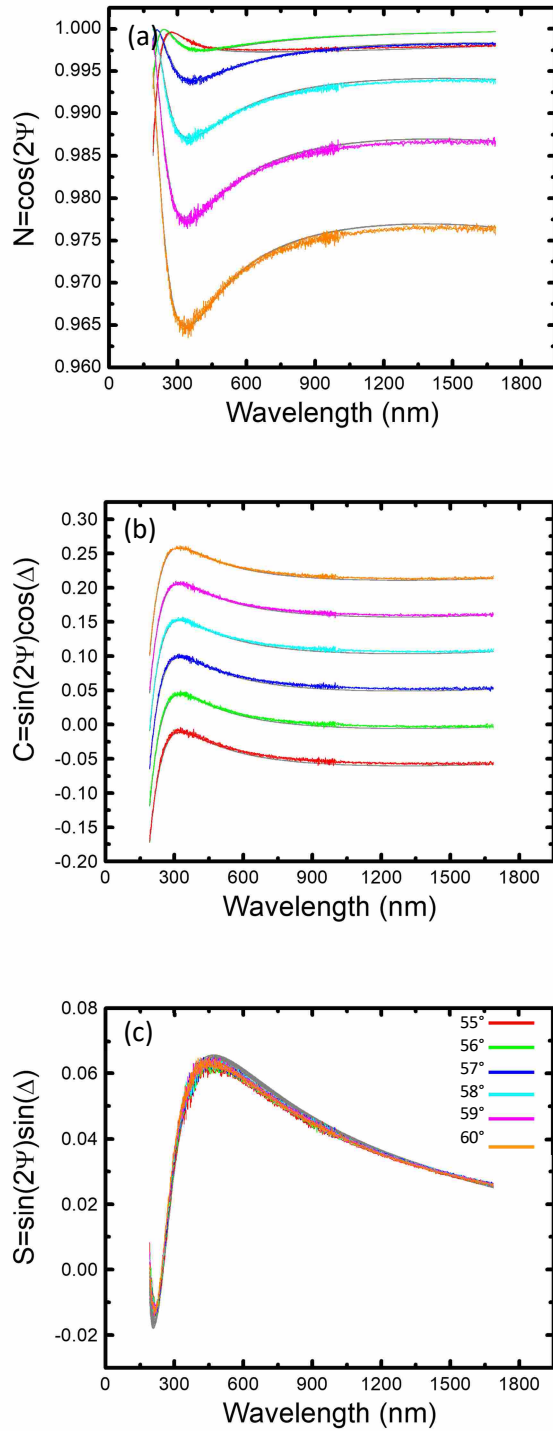 (a)
N=cos(2Ψ)
1.000
0.995
0.990
0.985
0.980
0.975
0.970
0.965
0.960
0 300 600 900 1200 1500 1800
Wavelength (nm)
(b)
C=sin(2Ψ)cos(Δ)
0.30
0.25
0.20
0.15
0.10
0.05
0.00
-0.05
-0.10
-0.15
-0.20
0 300 600 900 1200 1500 1800
Wavelength (nm)
(c)
S=sin(2Ψ)sin(Δ)
0.08
0.06
0.04
0.02
0.00
-0.02
55°
56°
57°
58°
59°
60°
0 300 600 900 1200 1500 1800
Wavelength (nm)